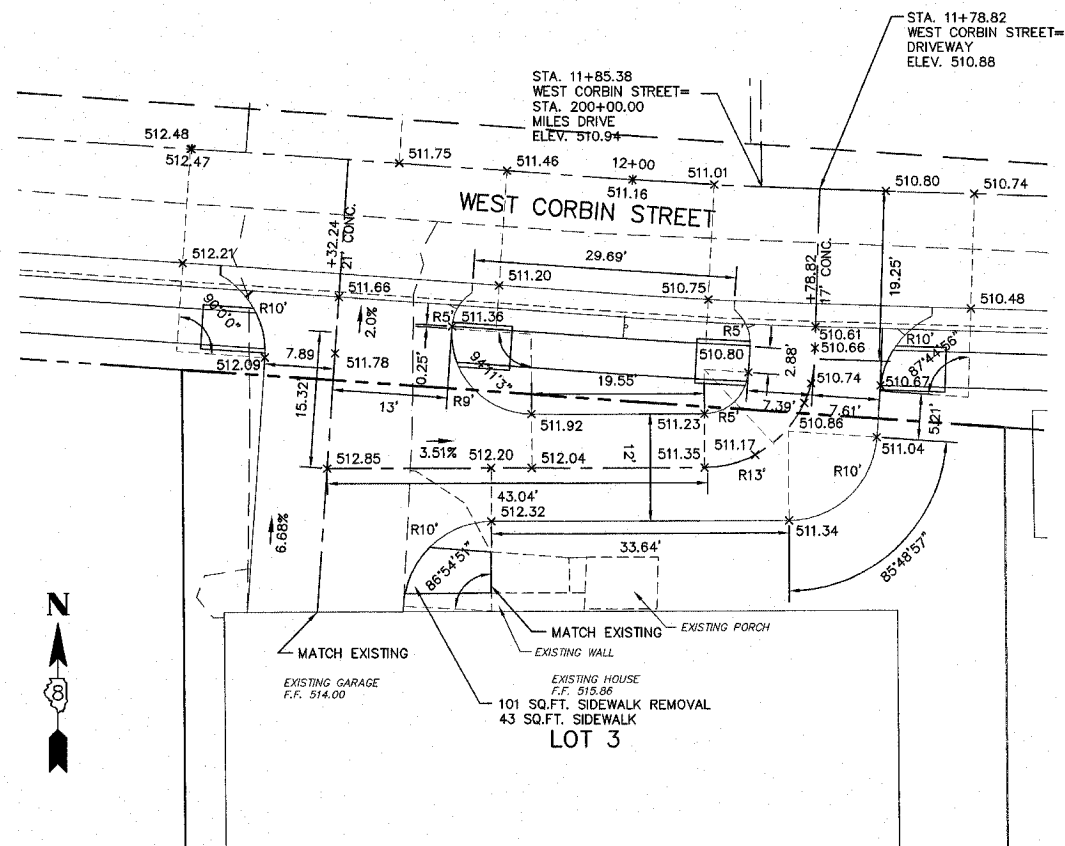 STA. 11+78.82
WEST CORBIN STREET=
DRIVEWAY
ELEV. 510.88
STA. 11+85.38
WEST CORBIN STREET=
STA. 200+00.00
MILES DRIVE
ELEV. 510.94
512.48
512.47
511.75
511.46
12+00
511.16
511.01
510.80
510.74
WEST CORBIN STREET
+32.24
21' CONC.
+78.82
17' CONC.
19.25'
512.21
29.69'
511.20
510.75
510.48
90°0'0"
R10'
511.66
2.0%
R5'
511.36
R5'
510.61
510.66
R10'
87°44'56"
512.09
7.89
511.78
0.25'
94°11'3"
510.80
2.88'
510.74
510.67
15.32'
13'
R9'
19.55'
7.39'
7.61'
5.21'
511.92
511.23
R5'
510.86
511.04
3.51%
12'
511.17
512.85
512.20
512.04
511.35
R13'
R10'
43.04'
512.32
511.34
6.68%
R10'
33.64'
86°54'51"
85°48'57"
N
MATCH EXISTING
MATCH EXISTING
EXISTING PORCH
EXISTING WALL
EXISTING GARAGE
F.F. 514.00
EXISTING HOUSE
F.F. 515.86
101 SQ.FT. SIDEWALK REMOVAL
43 SQ.FT. SIDEWALK
LOT 3